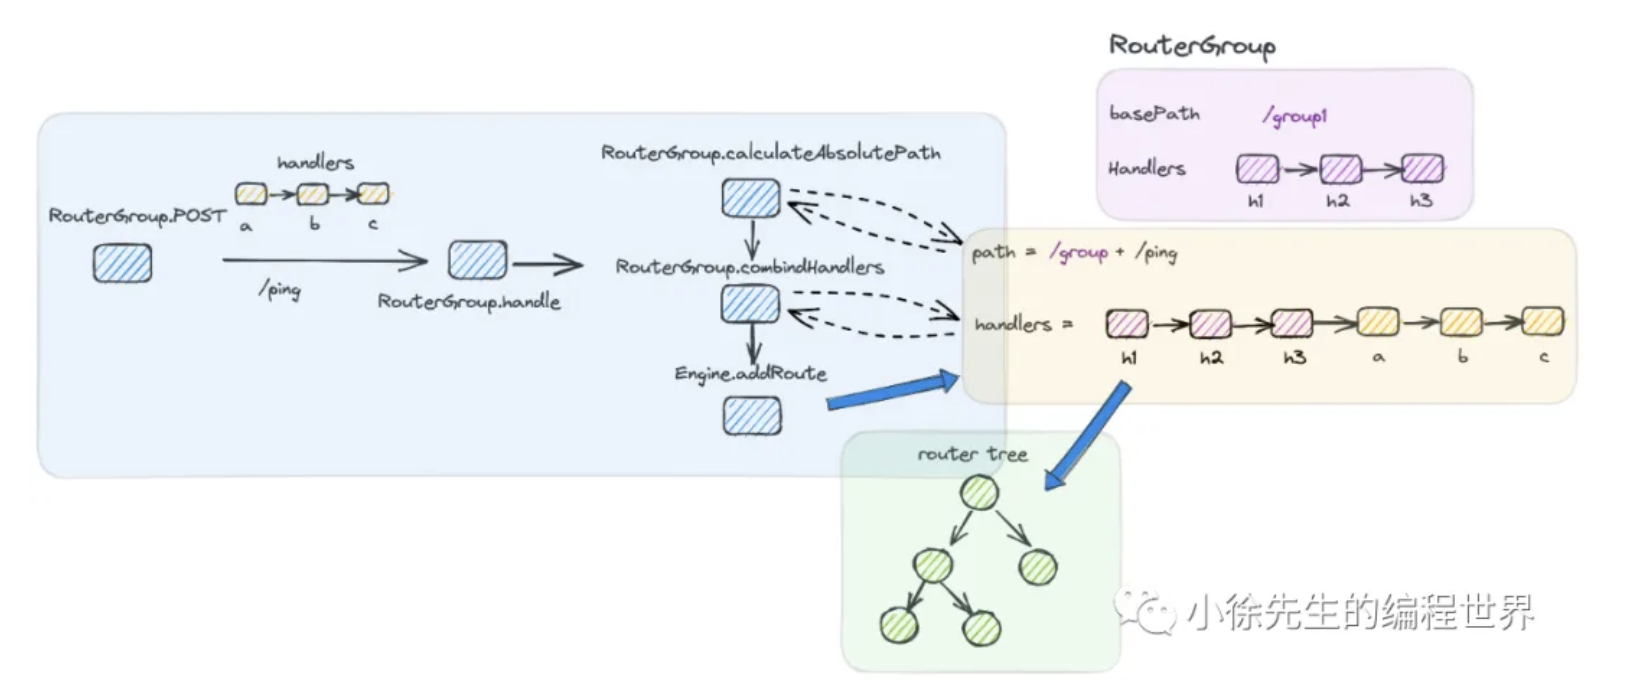 RouterGroup
basePath /group1
Handlers
h1 h2 h3
handlers
a b c
RouterGroup.POST
/ping
RouterGroup.handle
RouterGroup.calculateAbsolutePath
RouterGroup.combindHandlers
Engine.addRoute
path = /group + /ping
handlers =
h1 h2 h3 a b c
router tree
小徐先生的编程世界